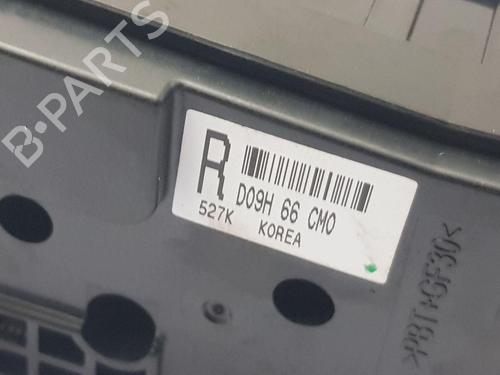 B-PARTS
R
D09H 66 CM0
527K KOREA
>PBT+GF30<